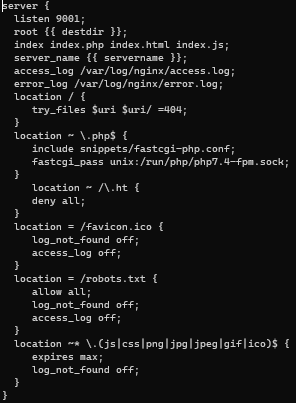 server {
  listen 9001;
  root {{ destdir }};
  index index.php index.html index.js;
  server_name {{ servername }};
  access_log /var/log/nginx/access.log;
  error_log /var/log/nginx/error.log;
  location / {
     try_files $uri $uri/ =404;
  }
  location ~ \.php$ {
     include snippets/fastcgi-php.conf;
     fastcgi_pass unix:/run/php/php7.4-fpm.sock;
  }
     location ~ /\.ht {
     deny all;
  }
  location = /favicon.ico {
     log_not_found off;
     access_log off;
  }
  location = /robots.txt {
     allow all;
     log_not_found off;
     access_log off;
  }
  location ~* \.(js|css|png|jpg|jpeg|gif|ico)$ {
     expires max;
     log_not_found off;
  }
}